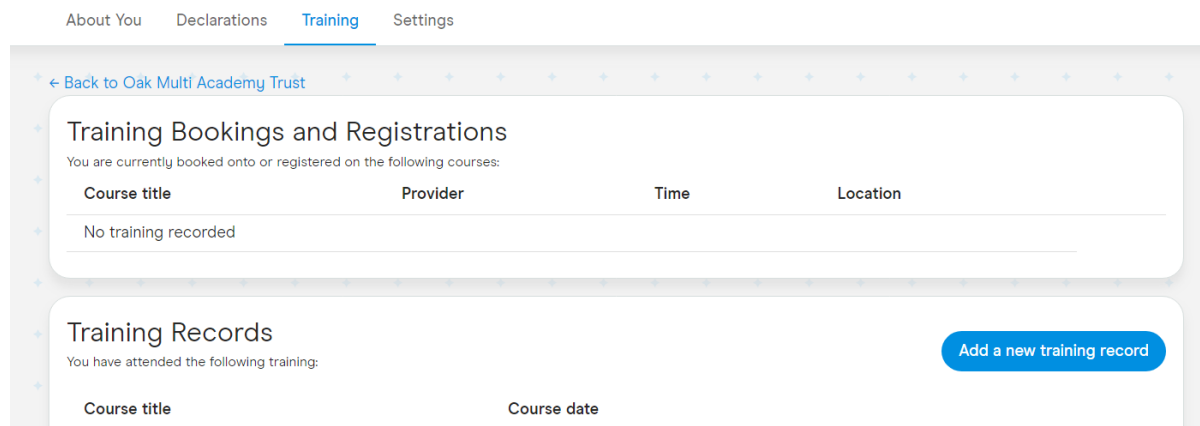 About You Declarations Training Settings
← Back to Oak Multi Academy Trust
Training Bookings and Registrations
You are currently booked onto or registered on the following courses:
Course title Provider Time Location
No training recorded
Training Records
Add a new training record
You have attended the following training:
Course title Course date